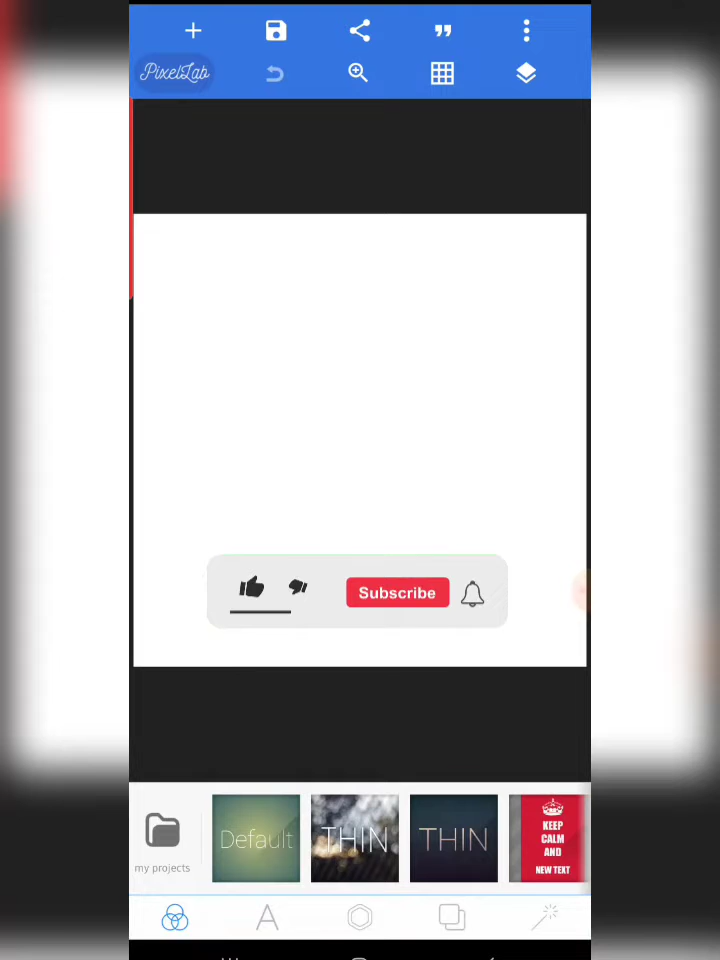 PixelLab
Subscribe
my projects
Default
THIN
THIN
KEEP
CALM
AND
NEW TEXT